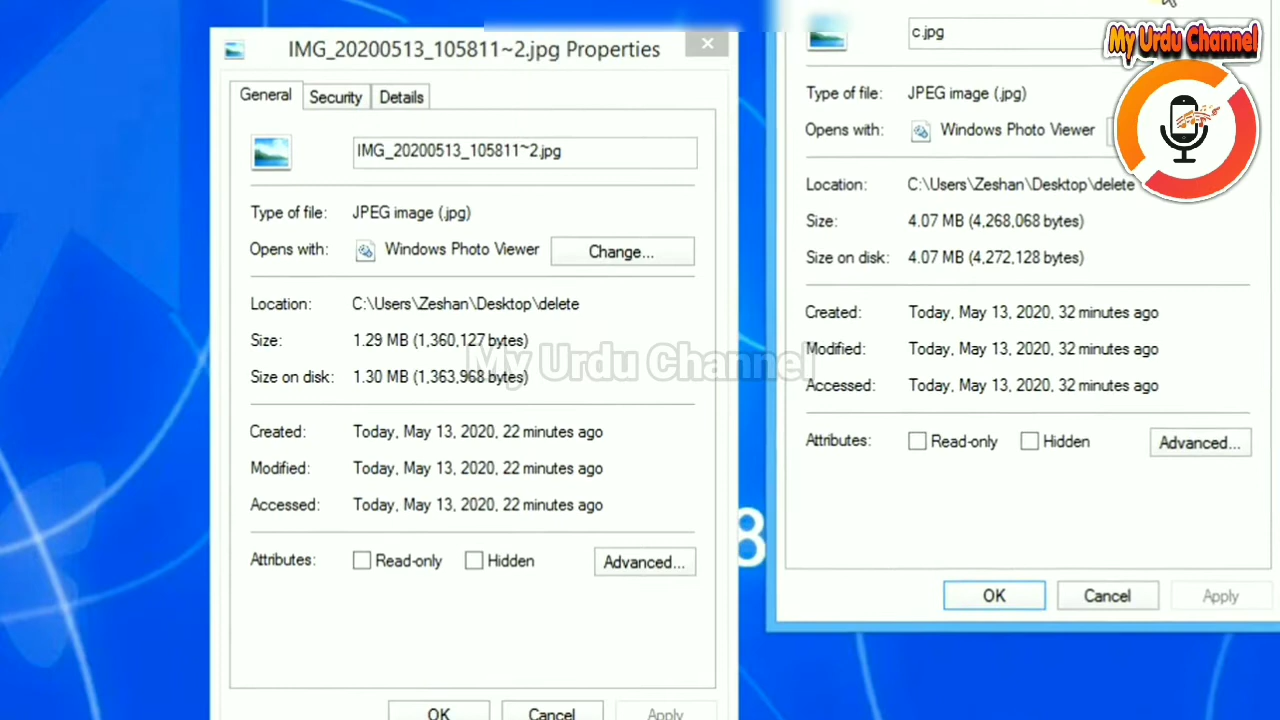 IMG_20200513_105811~2.jpg Properties
General Security Details
IMG_20200513_105811~2.jpg
Type of file: JPEG image (.jpg)
Opens with: Windows Photo Viewer Change...
Location: C:\Users\Zeshan\Desktop\delete
Size: 1.29 MB (1,360,127 bytes)
Size on disk: 1.30 MB (1,363,968 bytes)
Created: Today, May 13, 2020, 22 minutes ago
Modified: Today, May 13, 2020, 22 minutes ago
Accessed: Today, May 13, 2020, 22 minutes ago
Attributes: Read-only Hidden Advanced...
OK Cancel Apply
c.jpg
Type of file: JPEG image (.jpg)
Opens with: Windows Photo Viewer
Location: C:\Users\Zeshan\Desktop\delete
Size: 4.07 MB (4,268,068 bytes)
Size on disk: 4.07 MB (4,272,128 bytes)
Created: Today, May 13, 2020, 32 minutes ago
Modified: Today, May 13, 2020, 32 minutes ago
Accessed: Today, May 13, 2020, 32 minutes ago
Attributes: Read-only Hidden Advanced...
OK Cancel Apply
8
My Urdu Channel
My Urdu Channel